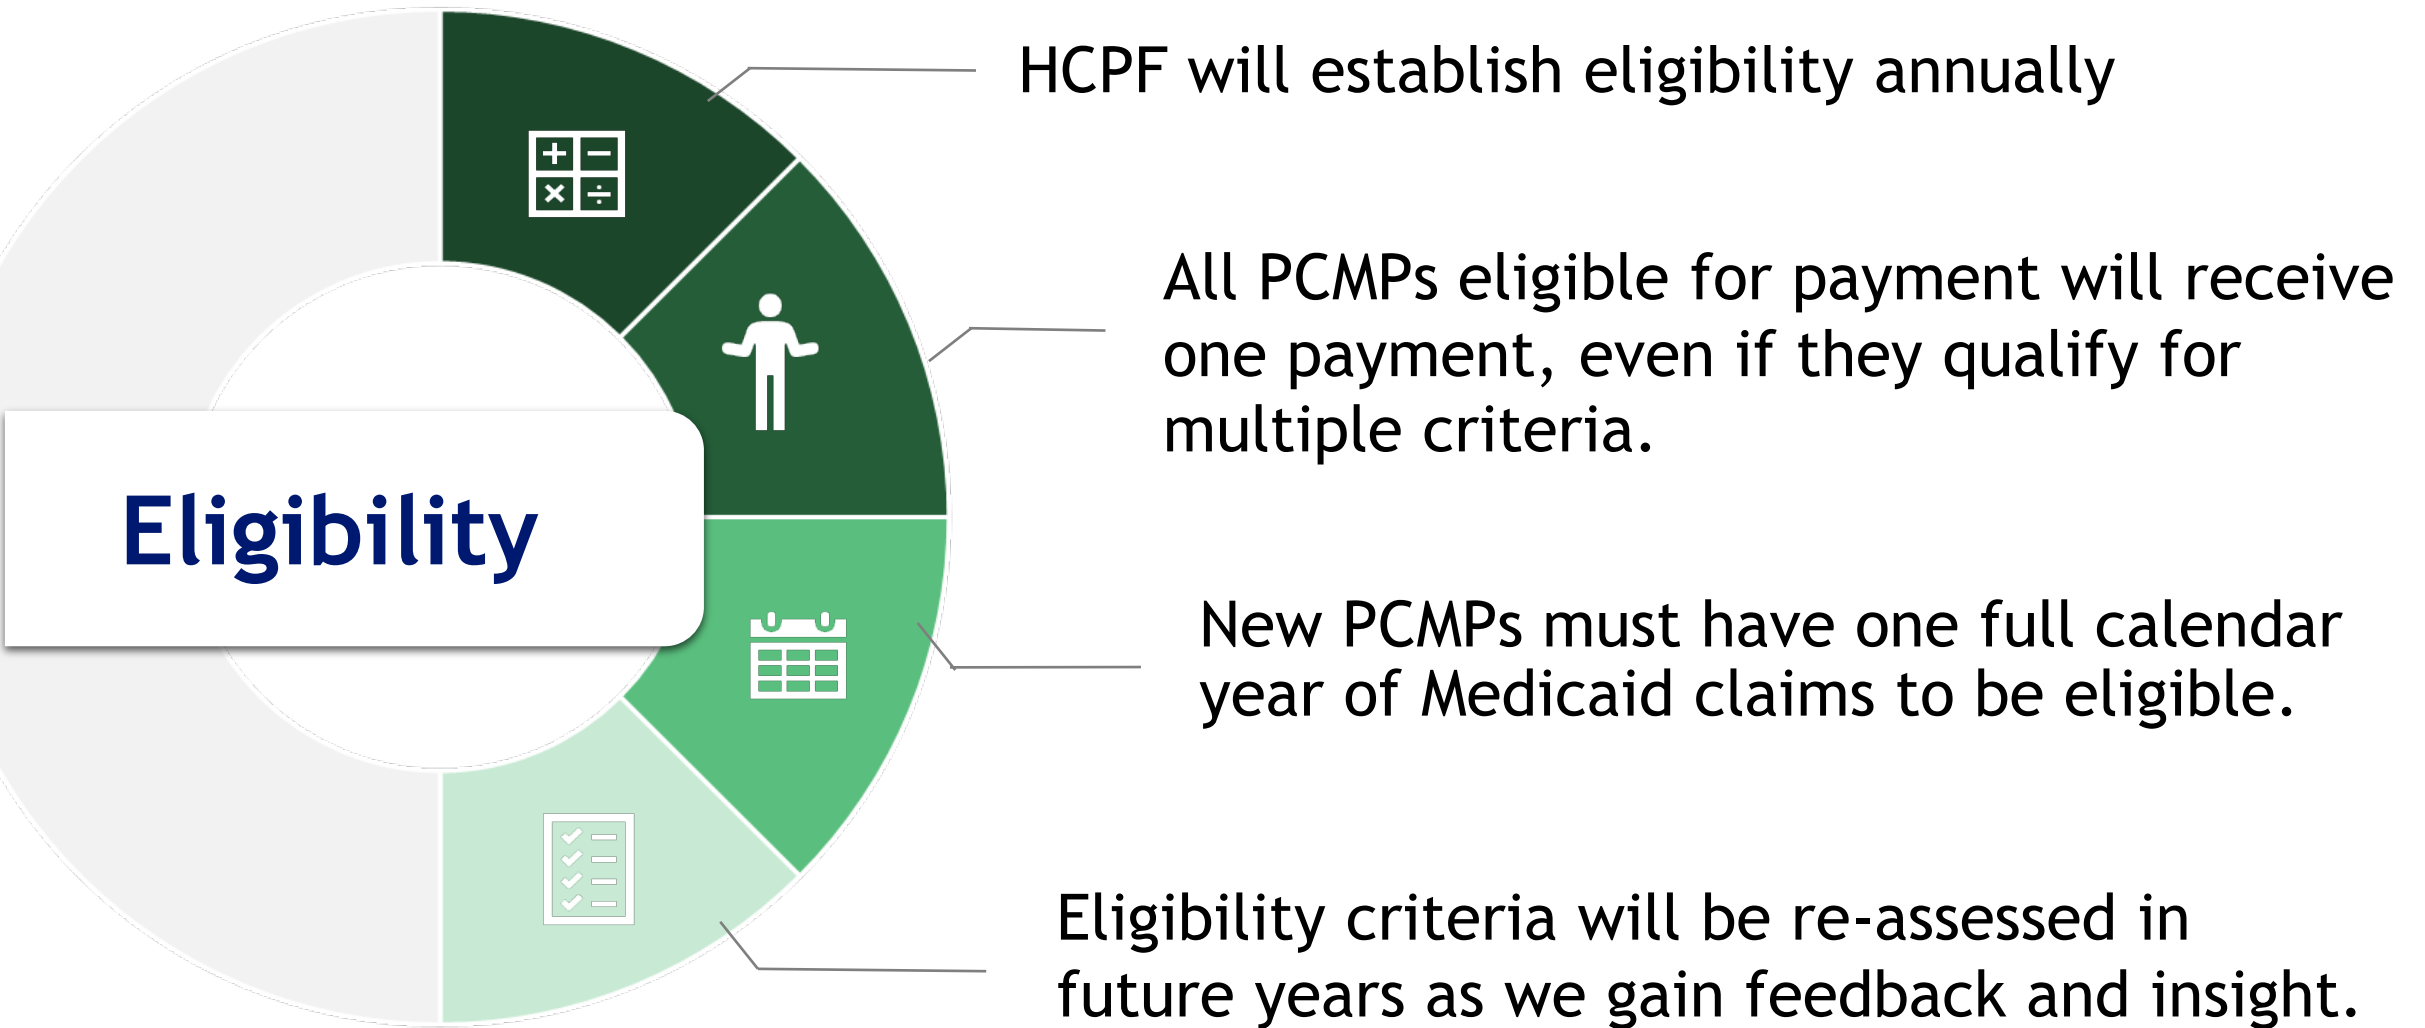 HCPF will establish eligibility annually
All PCMPs eligible for payment will receive
one payment, even if they qualify for
multiple criteria.
Eligibility
New PCMPs must have one full calendar
year of Medicaid claims to be eligible.
Eligibility criteria will be re-assessed in
future years as we gain feedback and insight.